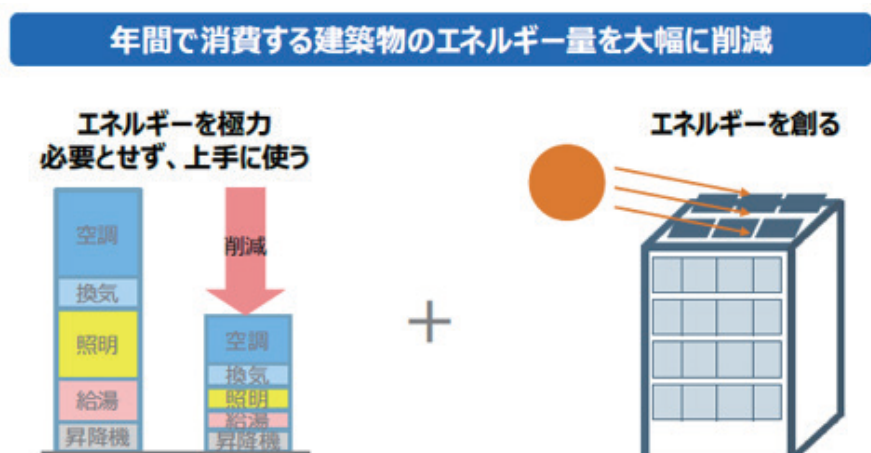 年間で消費する建築物のエネルギー量を大幅に削減
エネルギーを極力
必要とせず、上手に使う
空調
換気
照明
給湯
昇降機
削減
空調
換気
照明
給湯
昇降機
+
エネルギーを創る